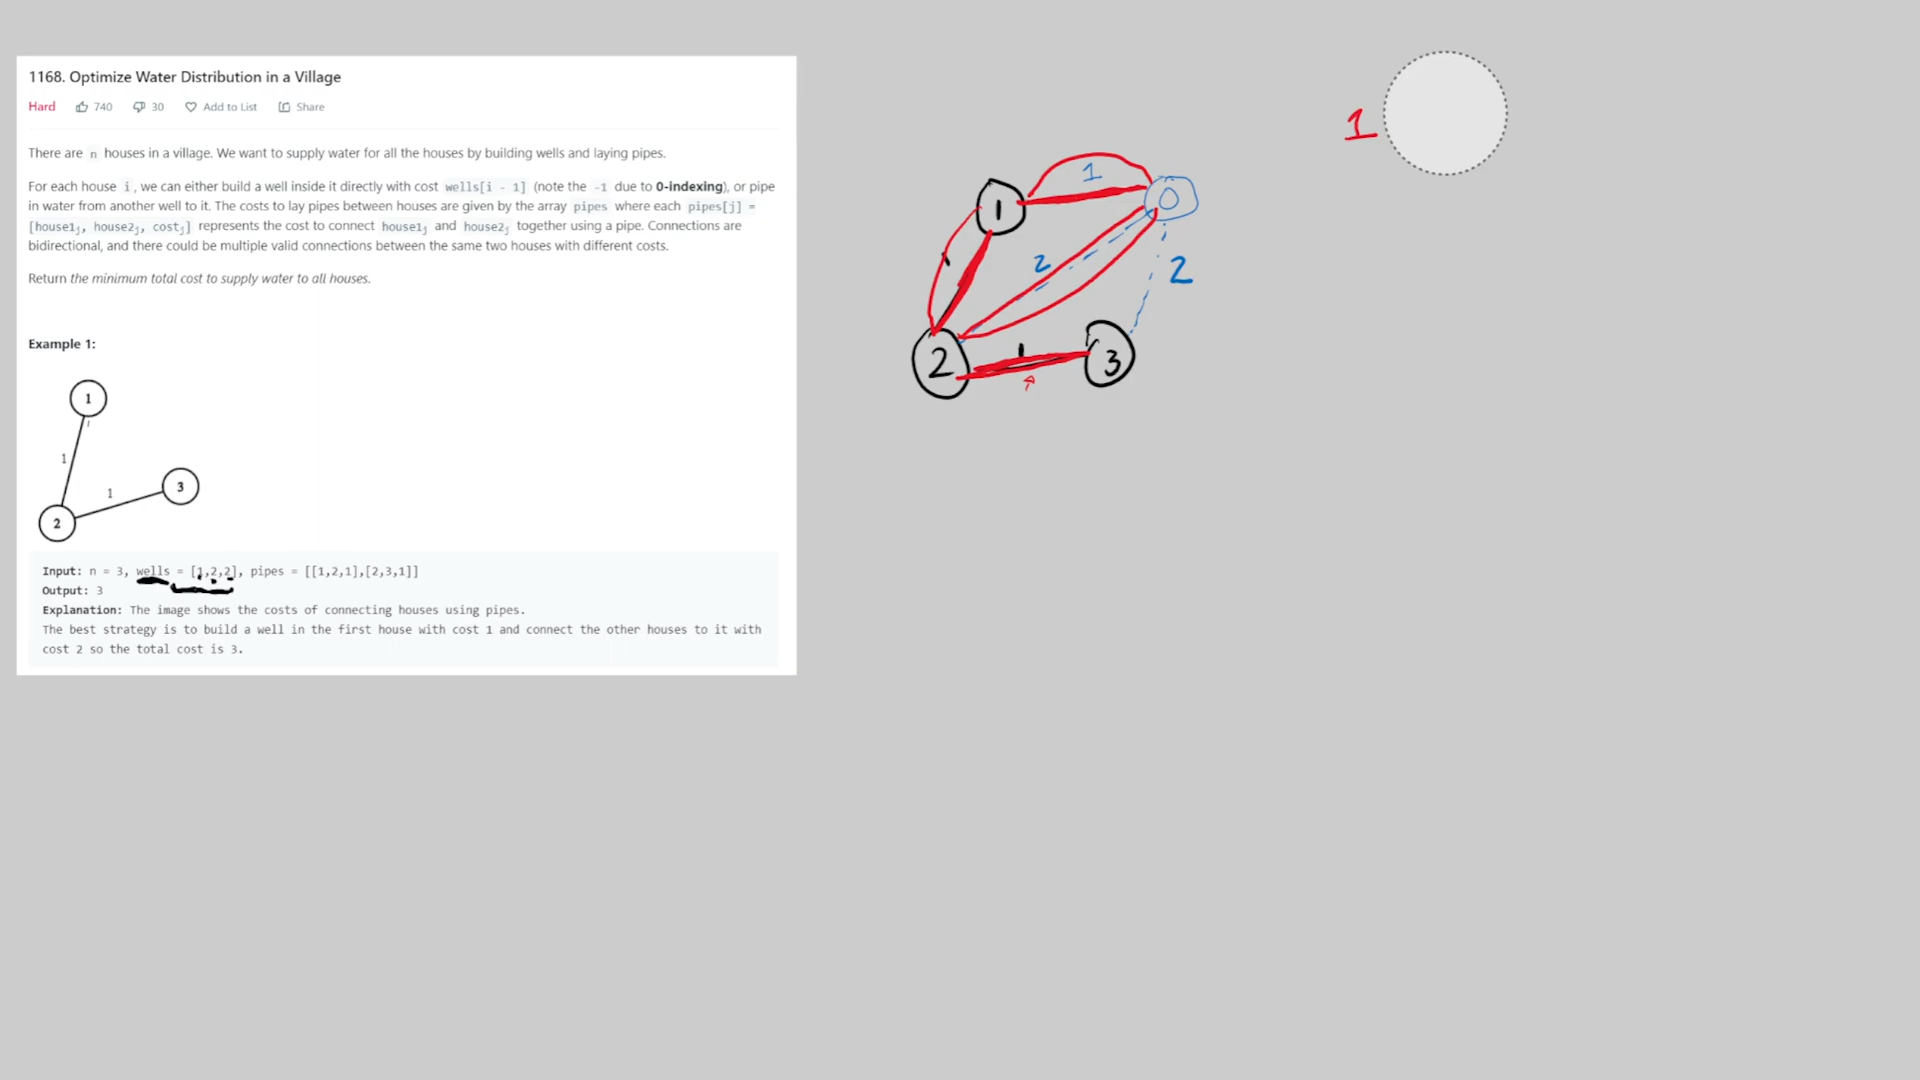 1168. Optimize Water Distribution in a Village
Hard 740 30 Add to List Share
There are n houses in a village. We want to supply water for all the houses by building wells and laying pipes.
For each house i, we can either build a well inside it directly with cost wells[i - 1] (note the -1 due to 0-indexing), or pipe
in water from another well to it. The costs to lay pipes between houses are given by the array pipes where each pipes[j] =
[house1j, house2j, costj] represents the cost to connect house1j and house2j together using a pipe. Connections are
bidirectional, and there could be multiple valid connections between the same two houses with different costs.
Return the minimum total cost to supply water to all houses.
Example 1:
1
1
1
3
2
Input: n = 3, wells = [1,2,2], pipes = [[1,2,1],[2,3,1]]
Output: 3
Explanation: The image shows the costs of connecting houses using pipes.
The best strategy is to build a well in the first house with cost 1 and connect the other houses to it with
cost 2 so the total cost is 3.
1
1
1
0
1
2
2
2
1
3